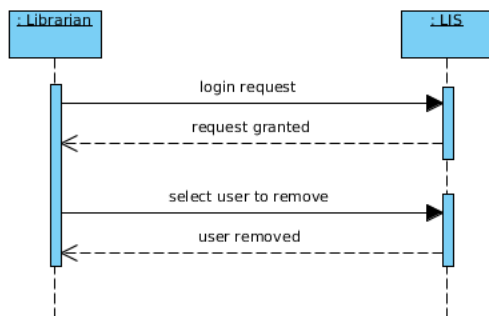 : Librarian
: LIS
login request
request granted
select user to remove
user removed